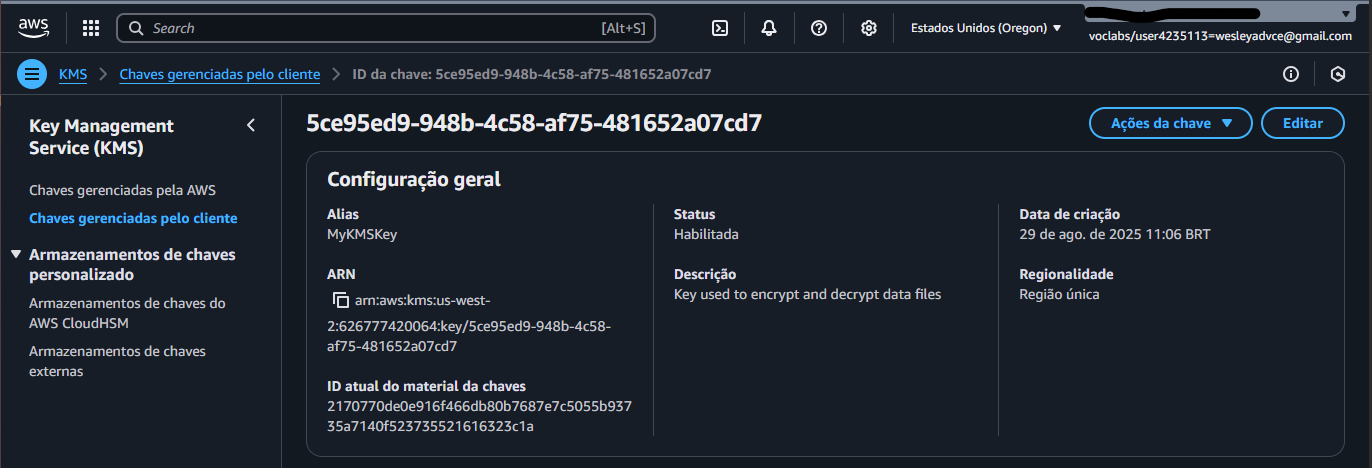 aws
Search
[Alt+S]
Estados Unidos (Oregon)
voclabs/user4235113=wesleyadvce@gmail.com
KMS
Chaves gerenciadas pelo cliente
ID da chave: 5ce95ed9-948b-4c58-af75-481652a07cd7
Key Management
Service (KMS)
Chaves gerenciadas pela AWS
Chaves gerenciadas pelo cliente
Armazenamentos de chaves
personalizado
Armazenamentos de chaves do
AWS CloudHSM
Armazenamentos de chaves
externas
5ce95ed9-948b-4c58-af75-481652a07cd7
Ações da chave
Editar
Configuração geral
Alias
MyKMSKey
ARN
arn:aws:kms:us-west-
2:626777420064:key/5ce95ed9-948b-4c58-
af75-481652a07cd7
ID atual do material da chaves
2170770de0e916f466db80b7687e7c5055b937
35a7140f523735521616323c1a
Status
Habilitada
Descrição
Key used to encrypt and decrypt data files
Data de criação
29 de ago. de 2025 11:06 BRT
Regionalidade
Região única